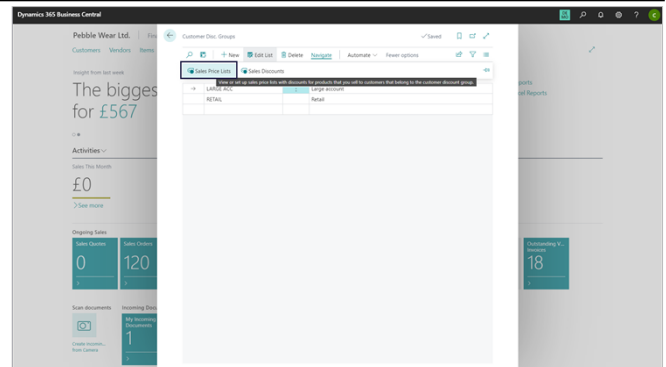 Dynamics 365 Business Central
Pebble Wear Ltd.
Customers Vendors Items
Customer Disc. Groups
Saved
+ New Edit List Delete Navigate Automate Fewer options
Sales Price Lists Sales Discounts
View or set up sales price lists with discounts for products that you sell to customers that belong to the customer discount group.
LARGE ACC Large account
RETAIL Retail
Insight from last week
The bigges
for £567
Activities
Sales This Month
£0
> See more
Ongoing Sales
Sales Quotes
0
Sales Orders
120
Outstanding V...
Invoices
18
Scan documents
Incoming Docu
My Incoming
Documents
1
Create Incomin...
from Camera
ports
cel Reports